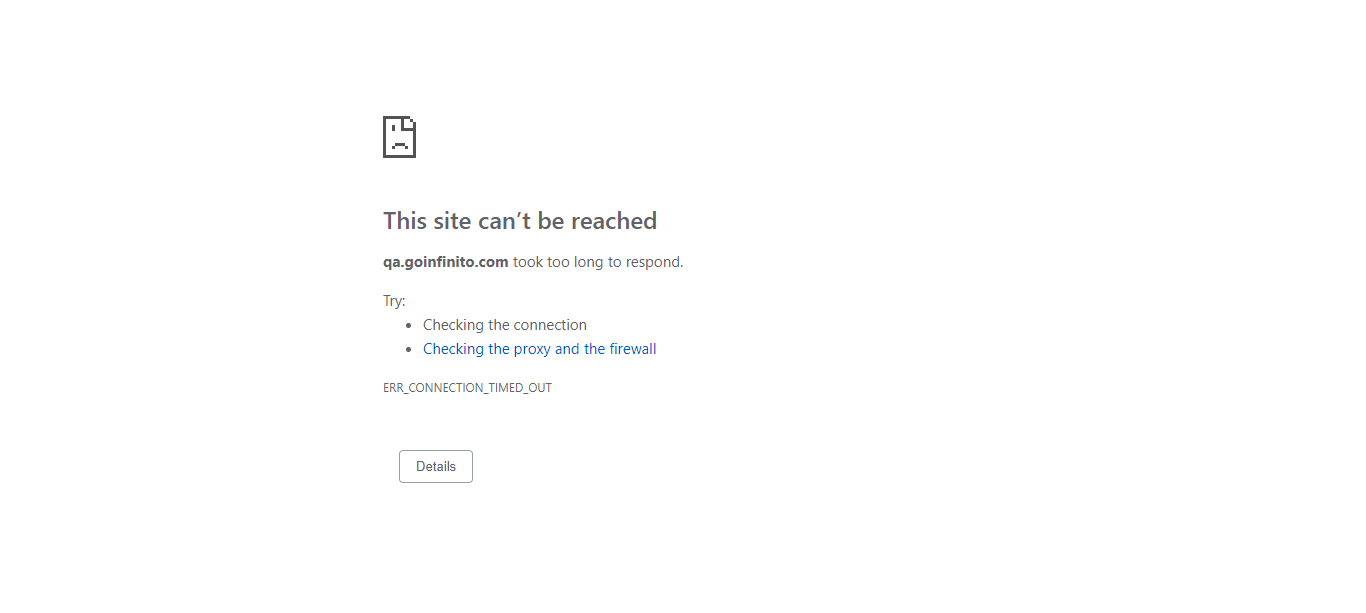 This site can’t be reached
qa.goinfinito.com took too long to respond.
Try:
• Checking the connection
• Checking the proxy and the firewall
ERR_CONNECTION_TIMED_OUT
Details